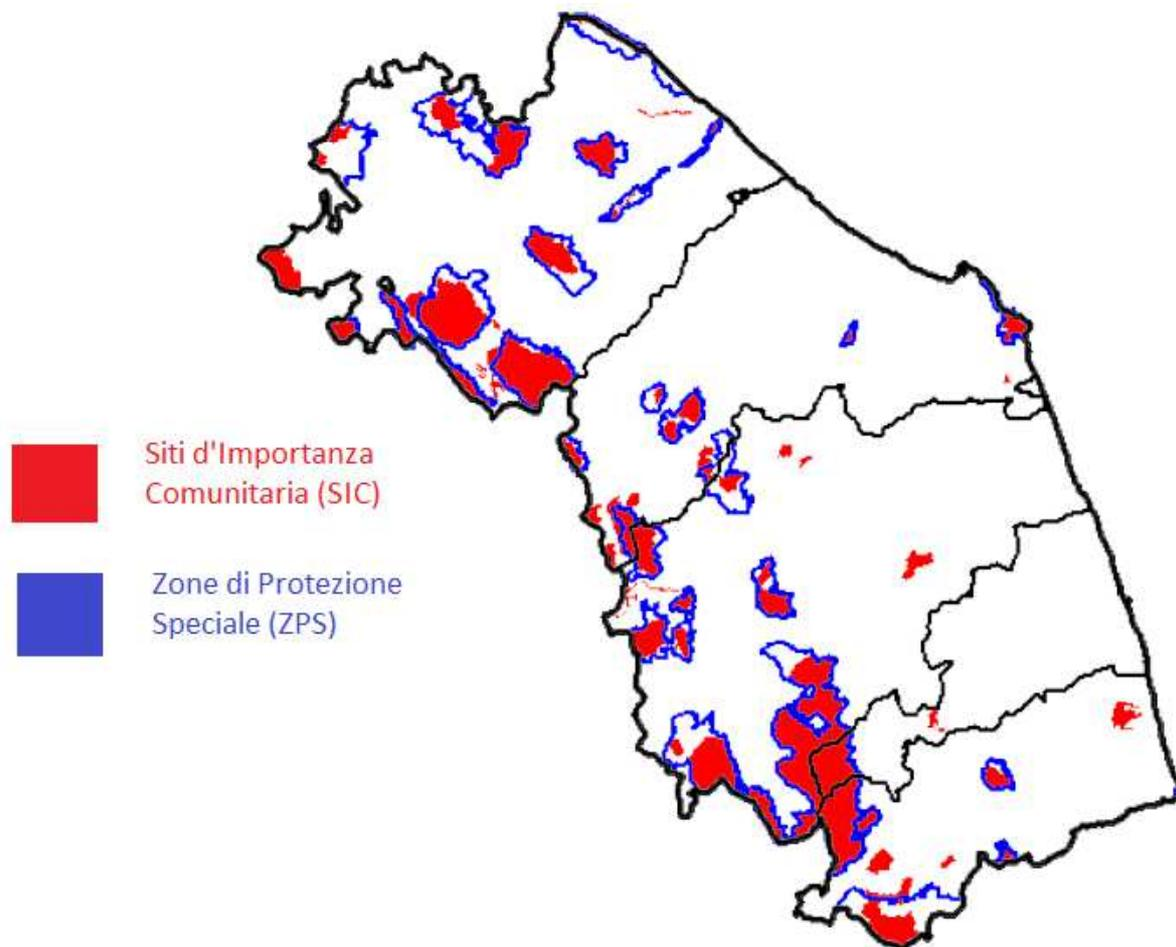 Siti d'Importanza
Comunitaria (SIC)
Zone di Protezione
Speciale (ZPS)